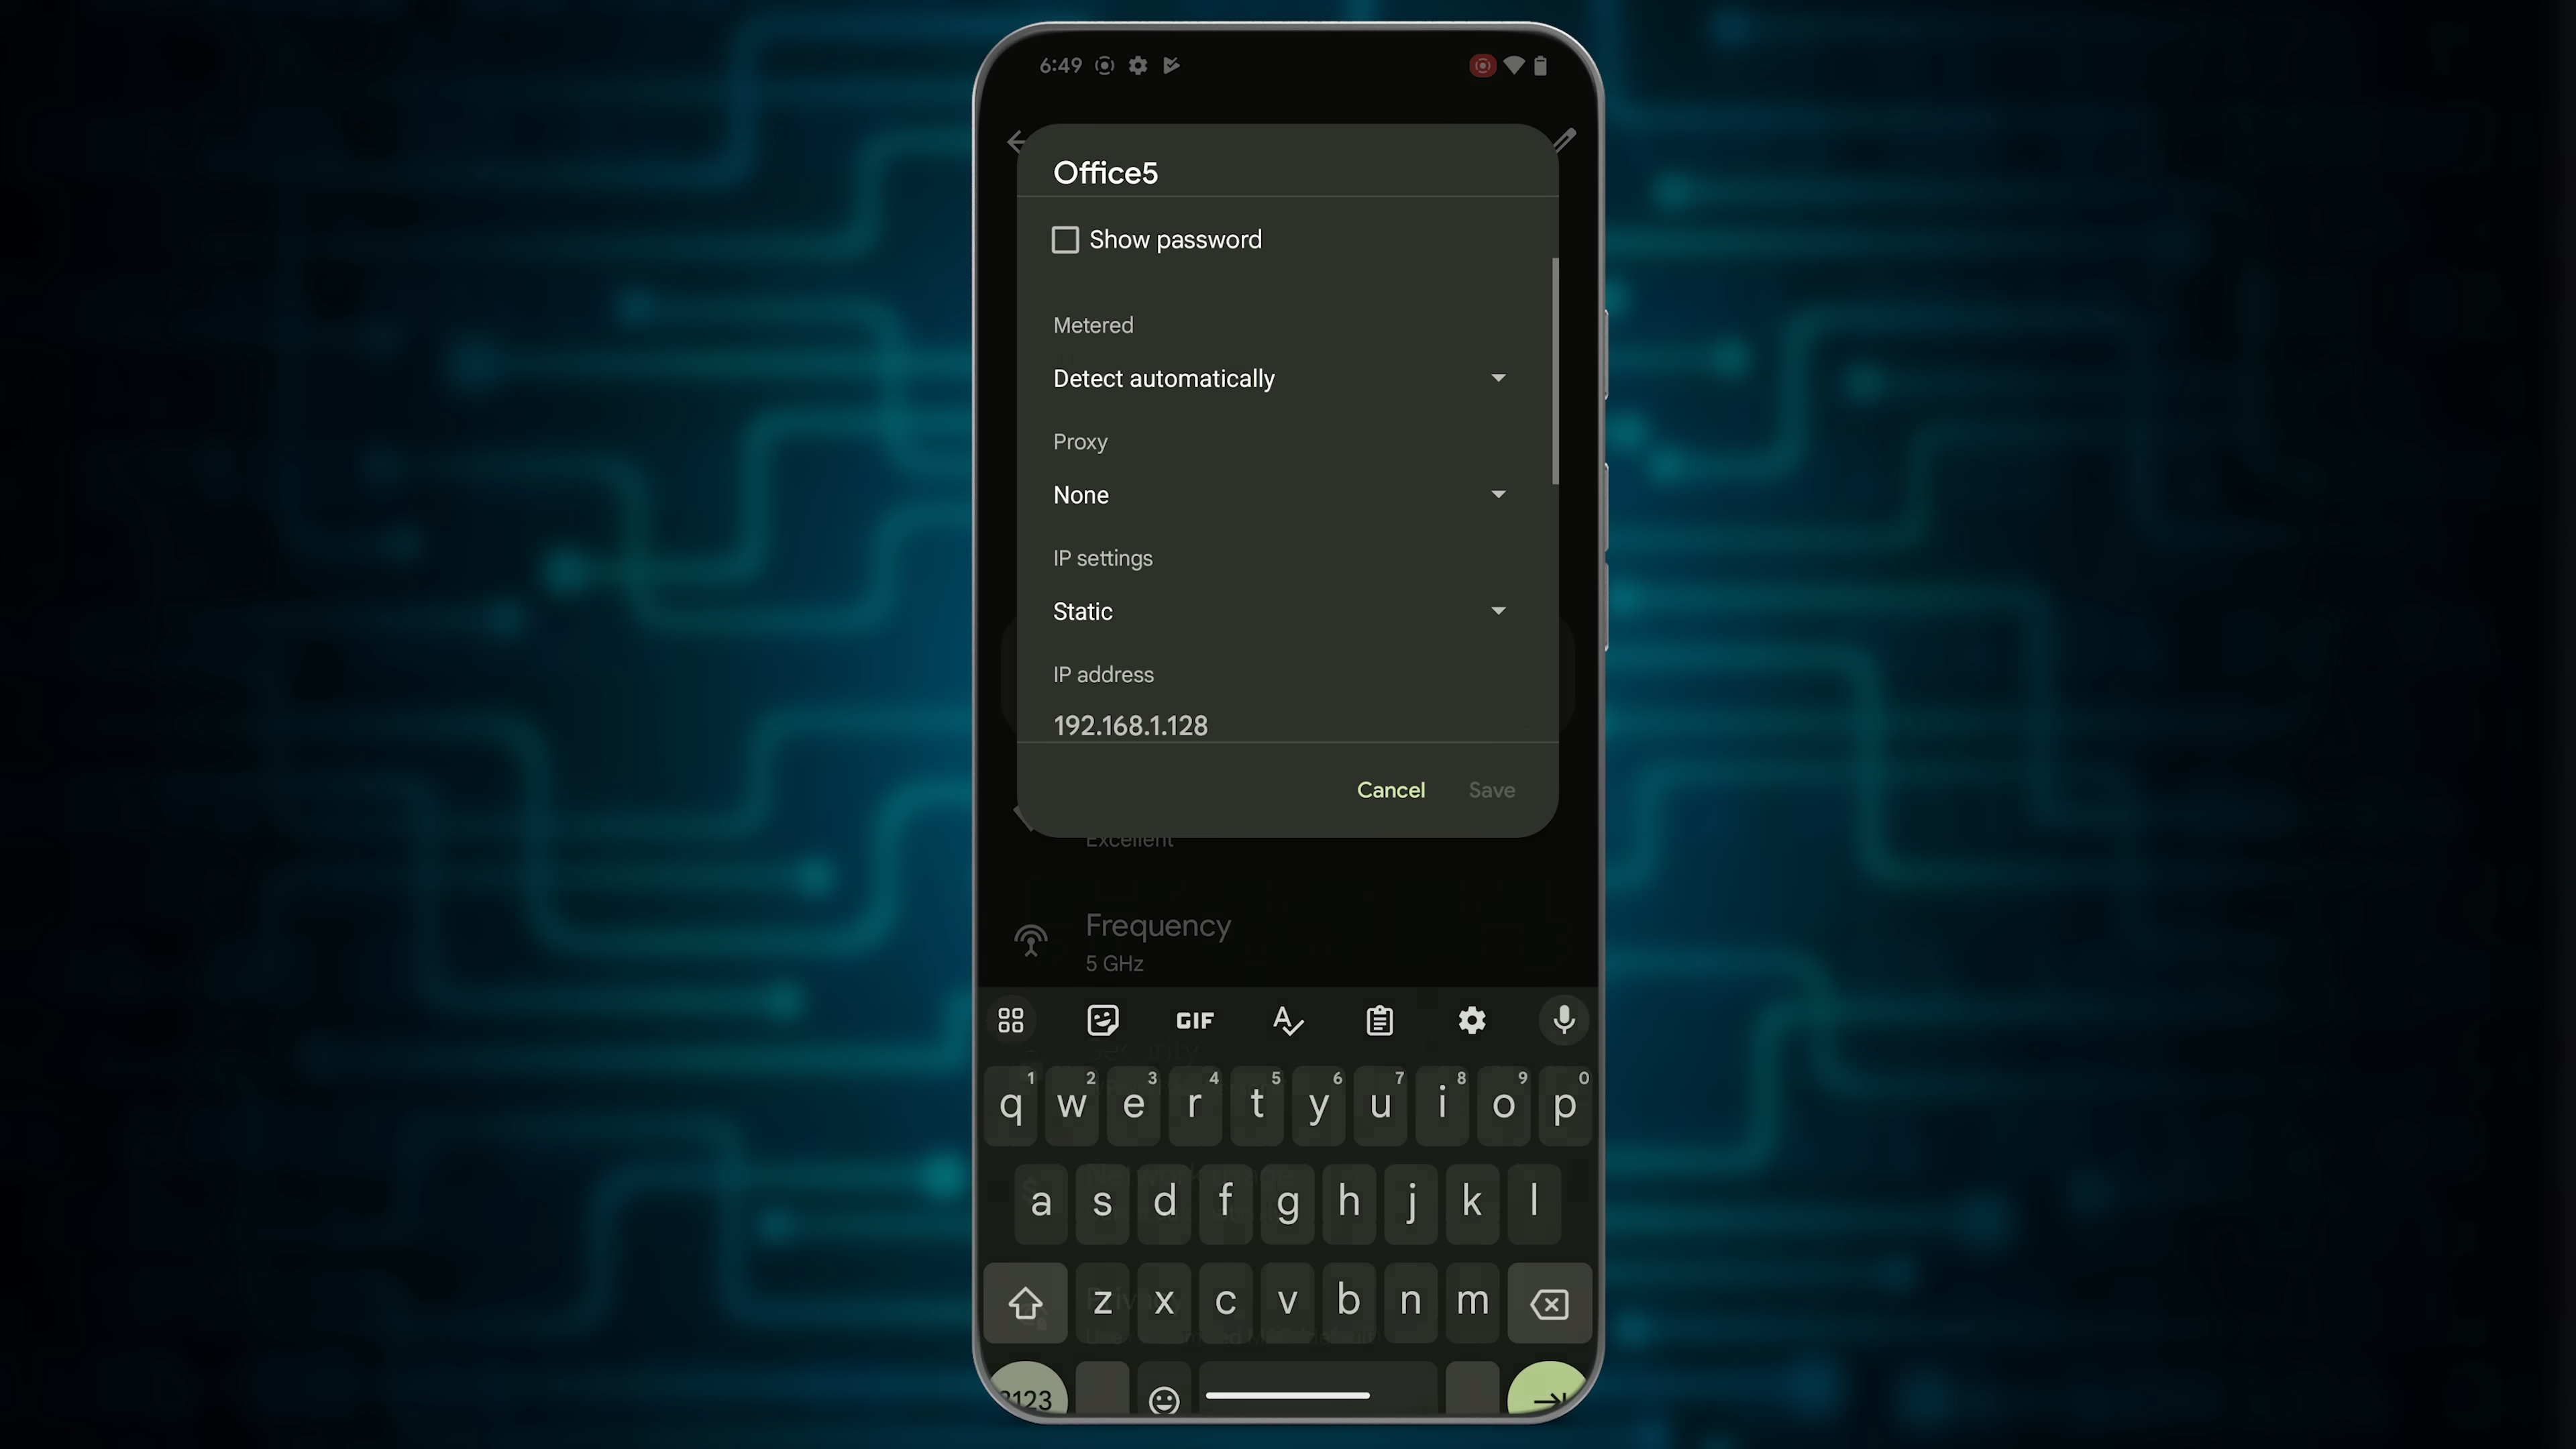 6:49
Office5
Show password
Metered
Detect automatically
Proxy
None
IP settings
Static
IP address
192.168.1.128
Cancel Save
Excellent
Frequency
5 GHz
GIF
1 2 3 4 5 6 7 8 9 0
q w e r t y u i o p
a s d f g h j k l
z x c v b n m
?123